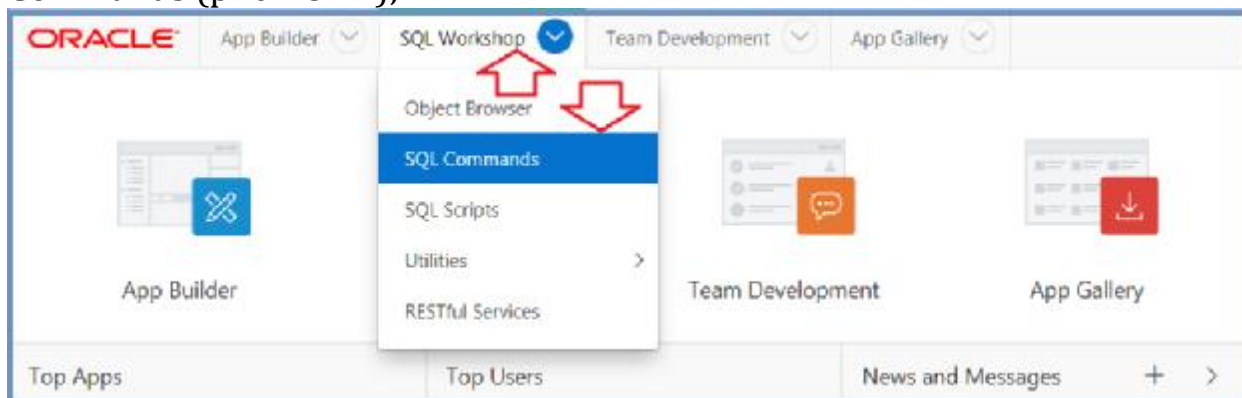 ORACLE App Builder SQL Workshop Team Development App Gallery
Object Browser
SQL Commands
SQL Scripts
Utilities
RESTful Services
App Builder Team Development App Gallery
Top Apps Top Users News and Messages